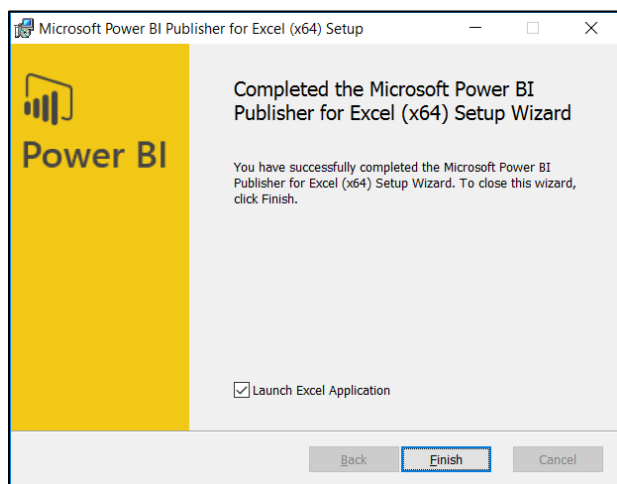 Microsoft Power BI Publisher for Excel (x64) Setup
Power BI
Completed the Microsoft Power BI
Publisher for Excel (x64) Setup Wizard
You have successfully completed the Microsoft Power BI
Publisher for Excel (x64) Setup Wizard. To close this wizard,
click Finish.
Launch Excel Application
Back Finish Cancel